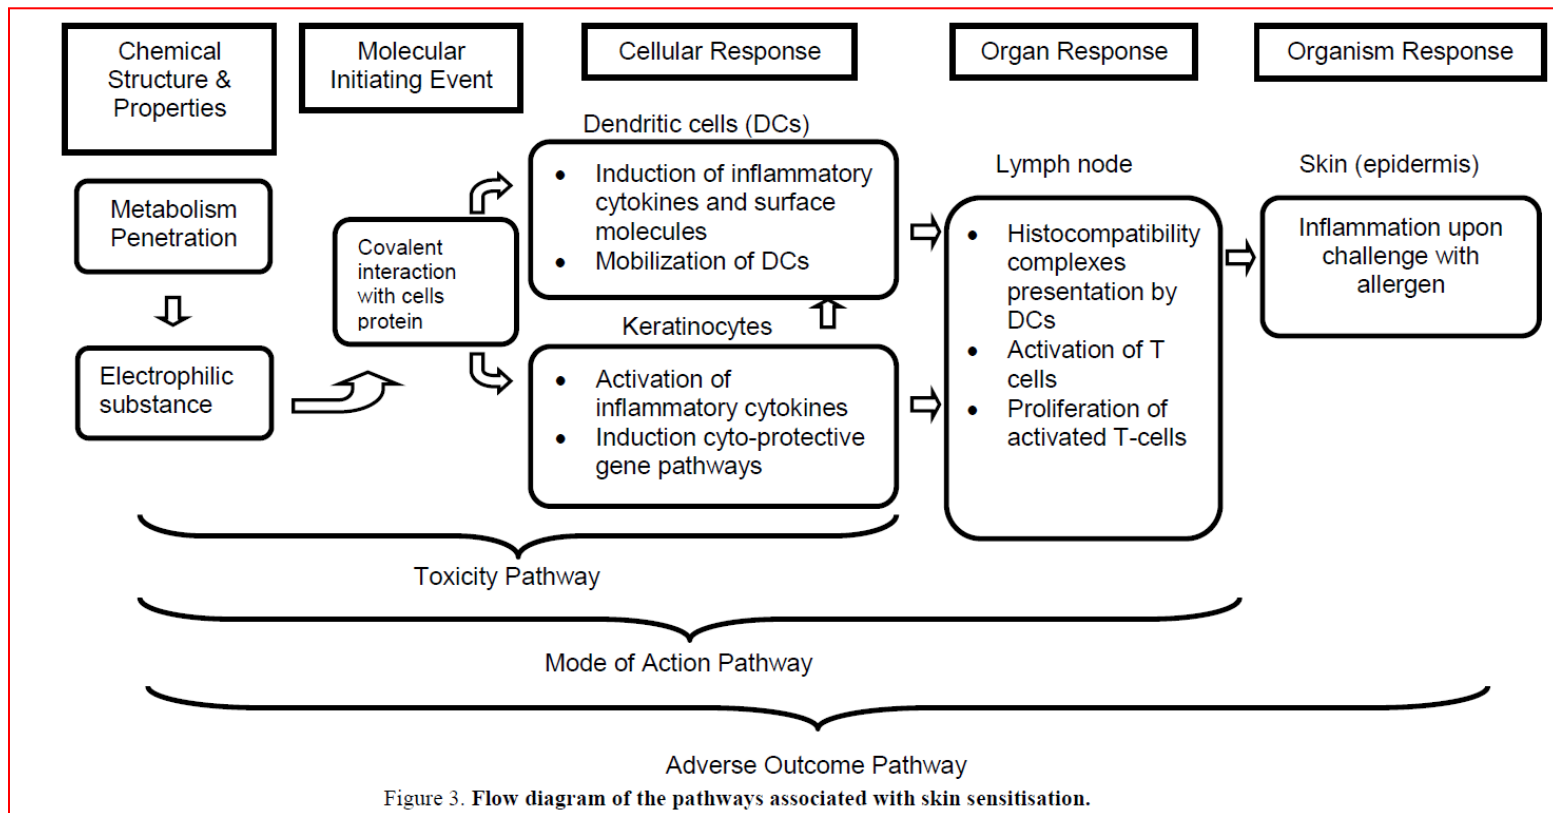 Chemical
Structure &
Properties
Molecular
Initiating Event
Cellular Response
Organ Response
Organism Response
Metabolism
Penetration
Electrophilic
substance
Covalent
interaction
with cells
protein
Dendritic cells (DCs)
• Induction of inflammatory
cytokines and surface
molecules
• Mobilization of DCs
Keratinocytes
• Activation of
inflammatory cytokines
• Induction cyto-protective
gene pathways
Lymph node
• Histocompatibility
complexes
presentation by
DCs
• Activation of T
cells
• Proliferation of
activated T-cells
Skin (epidermis)
Inflammation upon
challenge with
allergen
Toxicity Pathway
Mode of Action Pathway
Adverse Outcome Pathway
Figure 3. Flow diagram of the pathways associated with skin sensitisation.